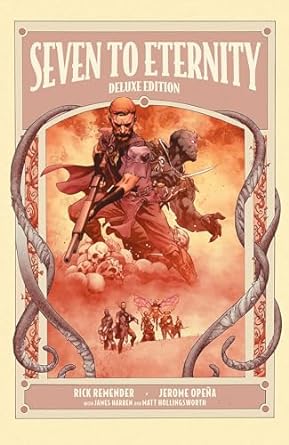 SEVEN TO ETERNITY
DELUXE EDITION
RICK REMENDER • JEROME OPEÑA
WITH JAMES HARREN AND MATT HOLLINGSWORTH